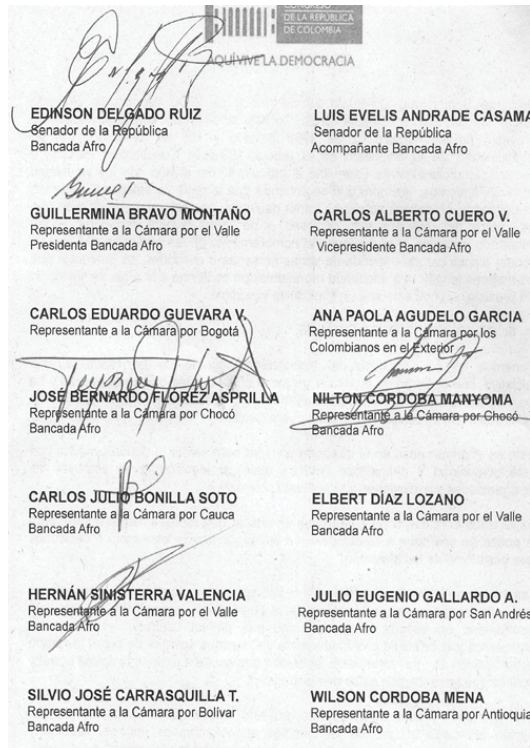 CONGRESO
DE LA REPÚBLICA
DE COLOMBIA
AQUÍ VIVE LA DEMOCRACIA
EDINSON DELGADO RUIZ
Senador de la República
Bancada Afro
LUIS EVELIS ANDRADE CASAMA
Senador de la República
Acompañante Bancada Afro
GUILLERMINA BRAVO MONTAÑO
Representante a la Cámara por el Valle
Presidenta Bancada Afro
CARLOS ALBERTO CUERO V.
Representante a la Cámara por el Valle
Vicepresidente Bancada Afro
CARLOS EDUARDO GUEVARA V.
Representante a la Cámara por Bogotá
ANA PAOLA AGUDELO GARCIA
Representante a la Cámara por los
Colombianos en el Exterior
JOSÉ BERNARDO FLÓREZ ASPRILLA
Representante a la Cámara por Chocó
Bancada Afro
NILTON CORDOBA MANYOMA
Representante a la Cámara por Chocó
Bancada Afro
CARLOS JULIO BONILLA SOTO
Representante a la Cámara por Cauca
Bancada Afro
ELBERT DÍAZ LOZANO
Representante a la Cámara por el Valle
Bancada Afro
HERNÁN SINISTERRA VALENCIA
Representante a la Cámara por el Valle
Bancada Afro
JULIO EUGENIO GALLARDO A.
Representante a la Cámara por San Andrés
Bancada Afro
SILVIO JOSÉ CARRASQUILLA T.
Representante a la Cámara por Bolívar
Bancada Afro
WILSON CORDOBA MENA
Representante a la Cámara por Antioquia
Bancada Afro